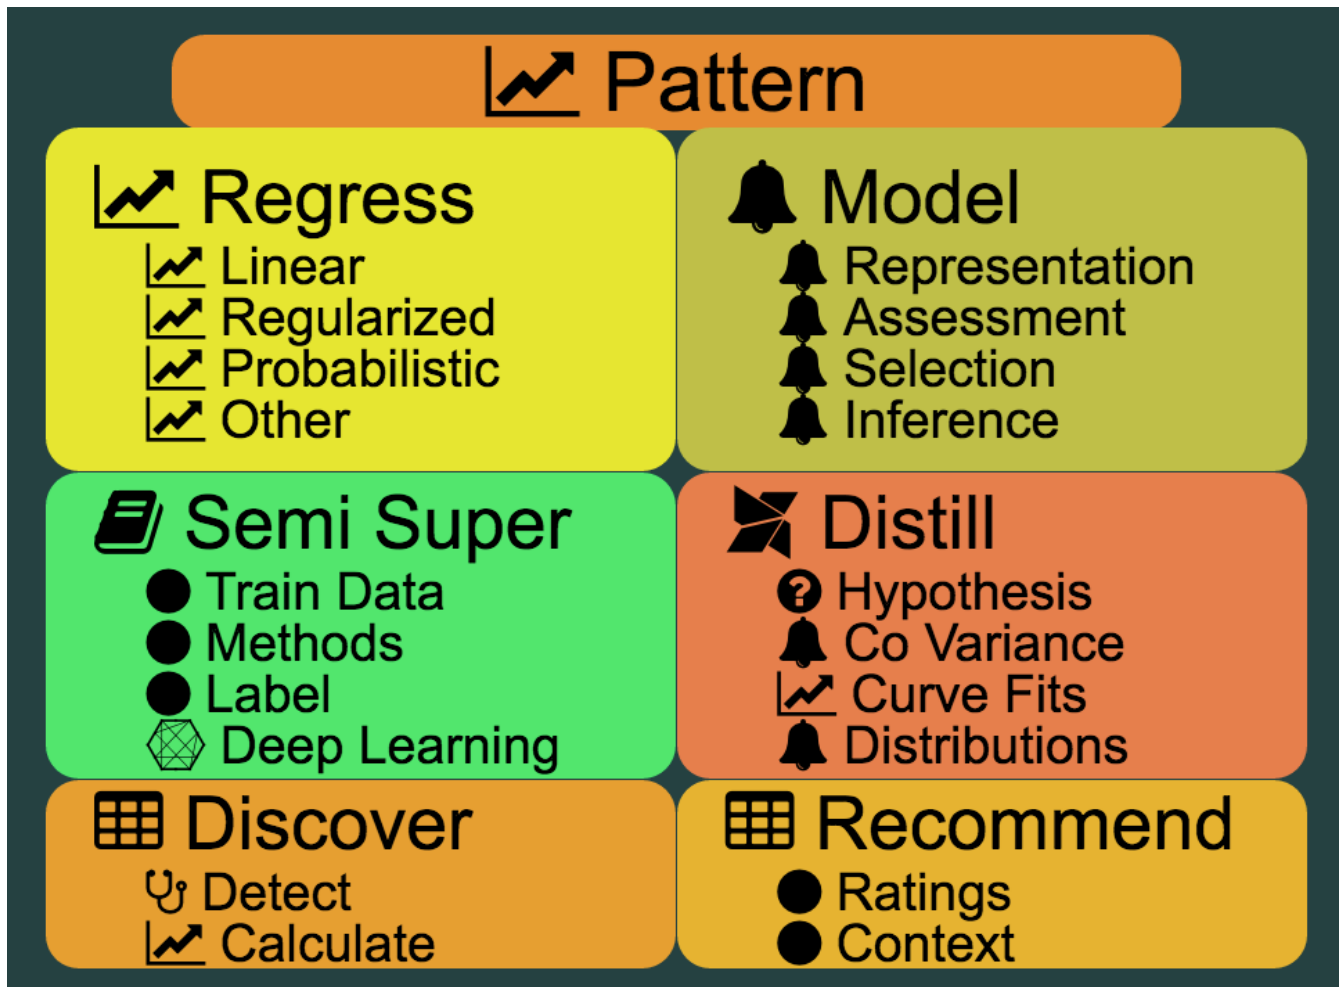 Pattern
Regress
Linear
Regularized
Probabilistic
Other
Model
Representation
Assessment
Selection
Inference
Semi Super
Train Data
Methods
Label
Deep Learning
Distill
Hypothesis
Co Variance
Curve Fits
Distributions
Discover
Detect
Calculate
Recommend
Ratings
Context